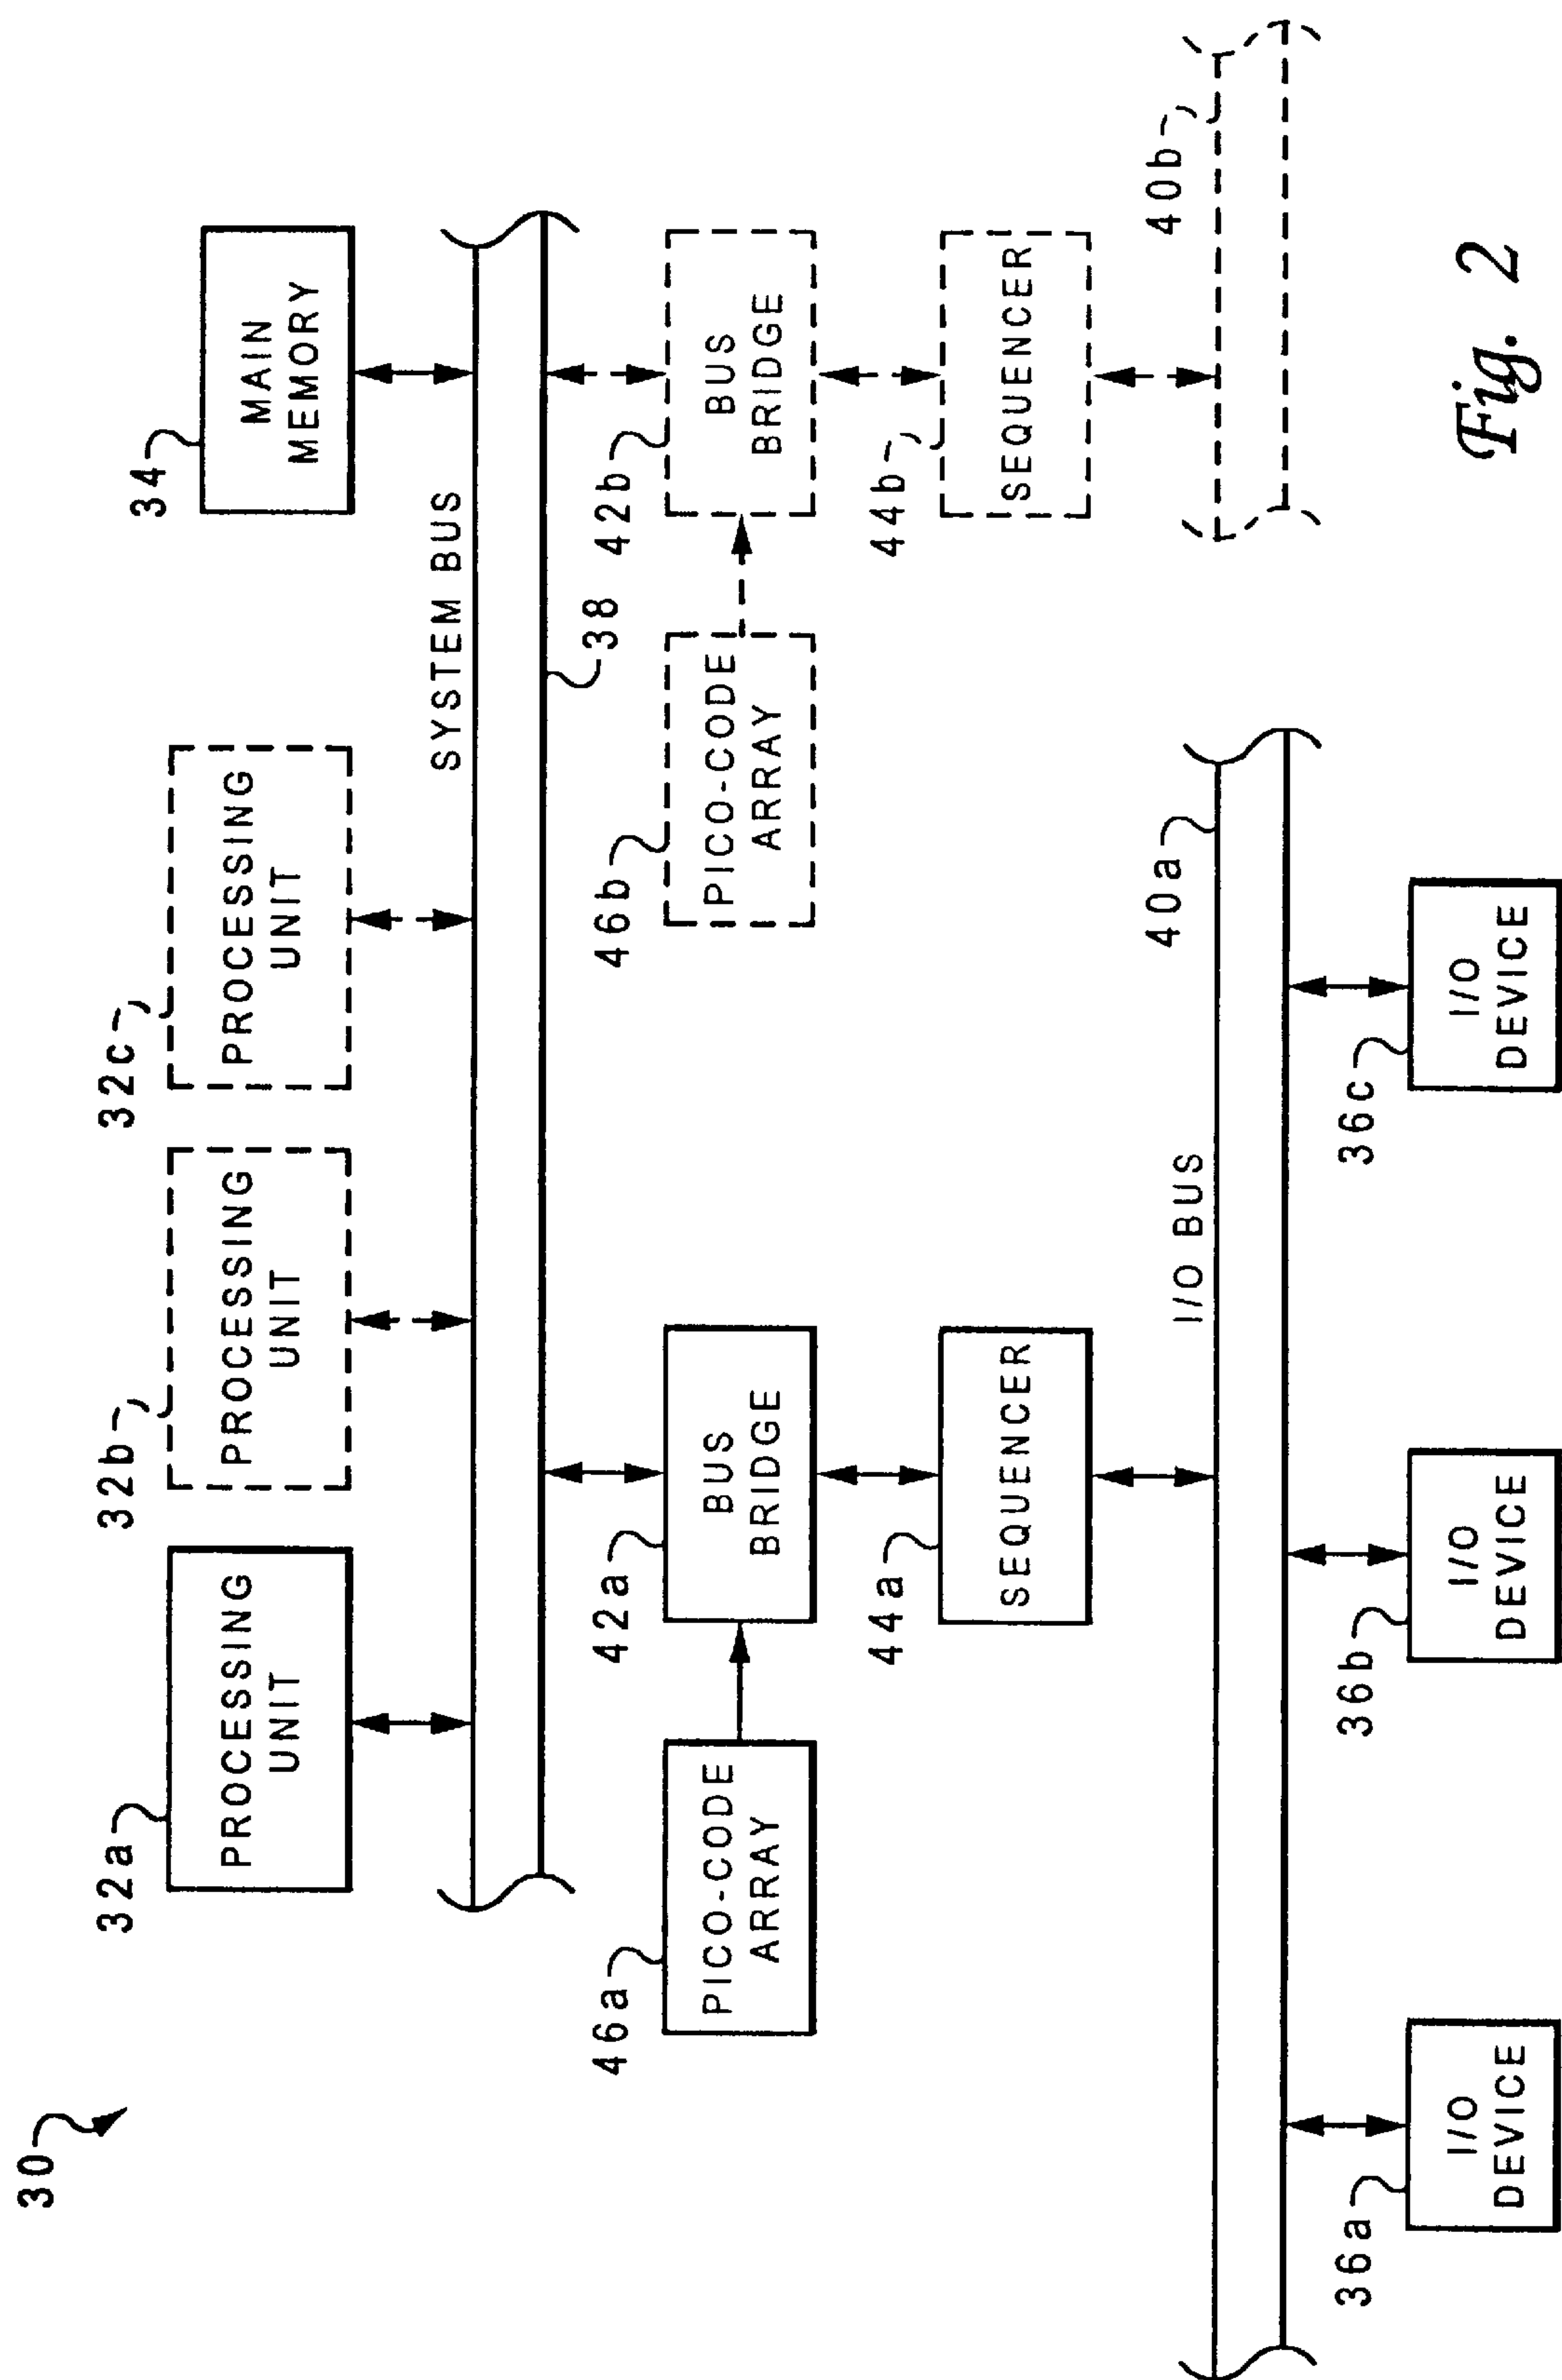 30
32a
PROCESSING
UNIT
32b
PROCESSING
UNIT
32c
PROCESSING
UNIT
34
MAIN
MEMORY
SYSTEM BUS
38
46a
PICO-CODE
ARRAY
42a
BUS
BRIDGE
46b
PICO-CODE
ARRAY
42b
BUS
BRIDGE
44a
SEQUENCER
44b
SEQUENCER
I/O BUS
40a
40b
36a
I/O
DEVICE
36b
I/O
DEVICE
36c
I/O
DEVICE
Fig. 2